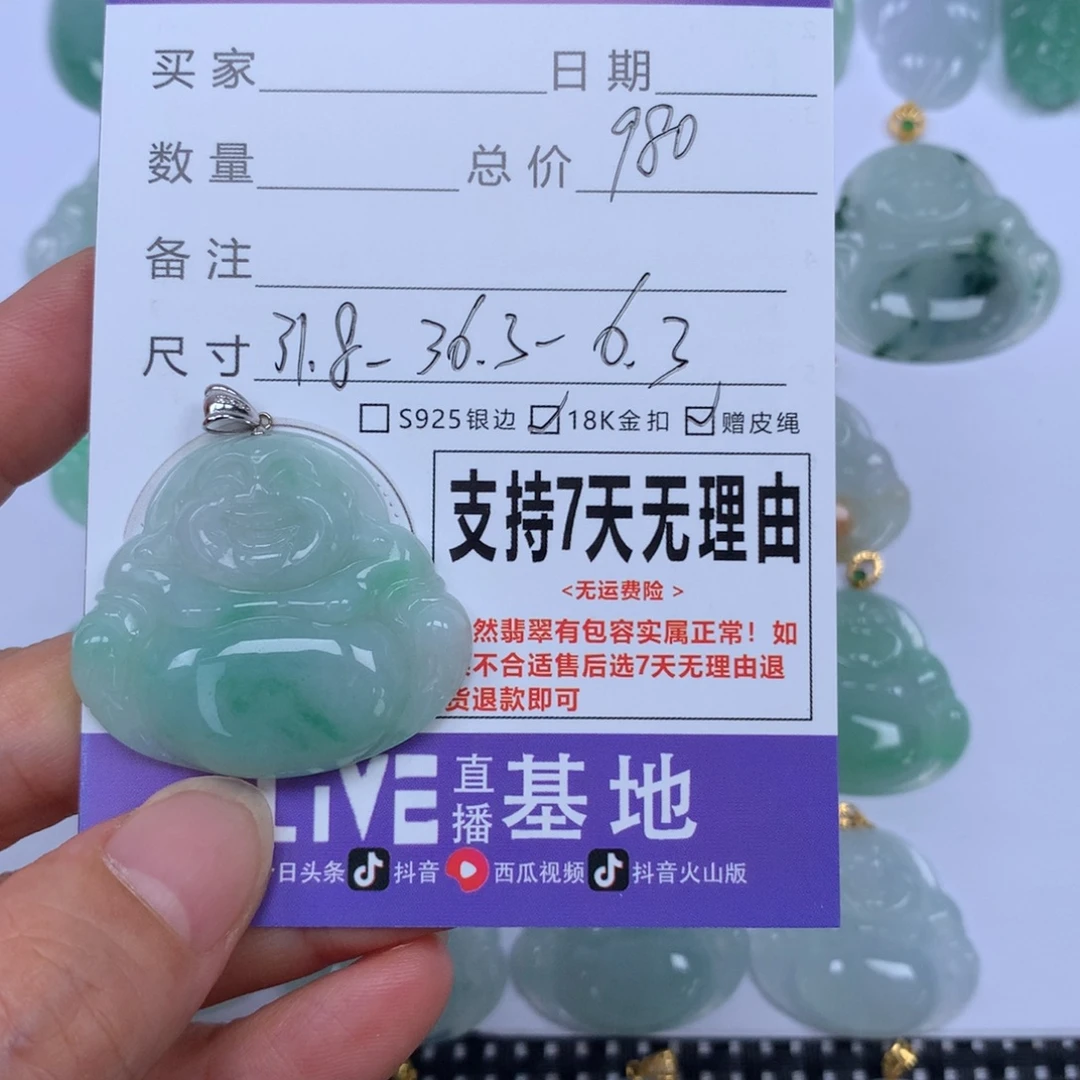 买家 日期
数量 总价 980
备注
尺寸 31.8-36.3-6.3
S925银边 18K金扣 赠皮绳
支持7天无理由
<无运费险>
然翡翠有包容实属正常！如
不合适售后选7天无理由退
货退款即可
LIVE 直播 基地
今日头条 抖音 西瓜视频 抖音火山版